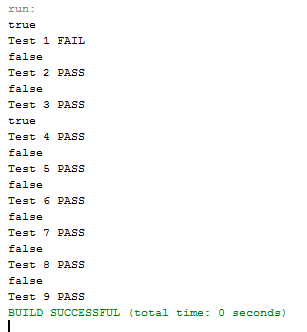 run:
true
Test 1 FAIL
false
Test 2 PASS
false
Test 3 PASS
true
Test 4 PASS
false
Test 5 PASS
false
Test 6 PASS
false
Test 7 PASS
false
Test 8 PASS
false
Test 9 PASS
BUILD SUCCESSFUL (total time: 0 seconds)